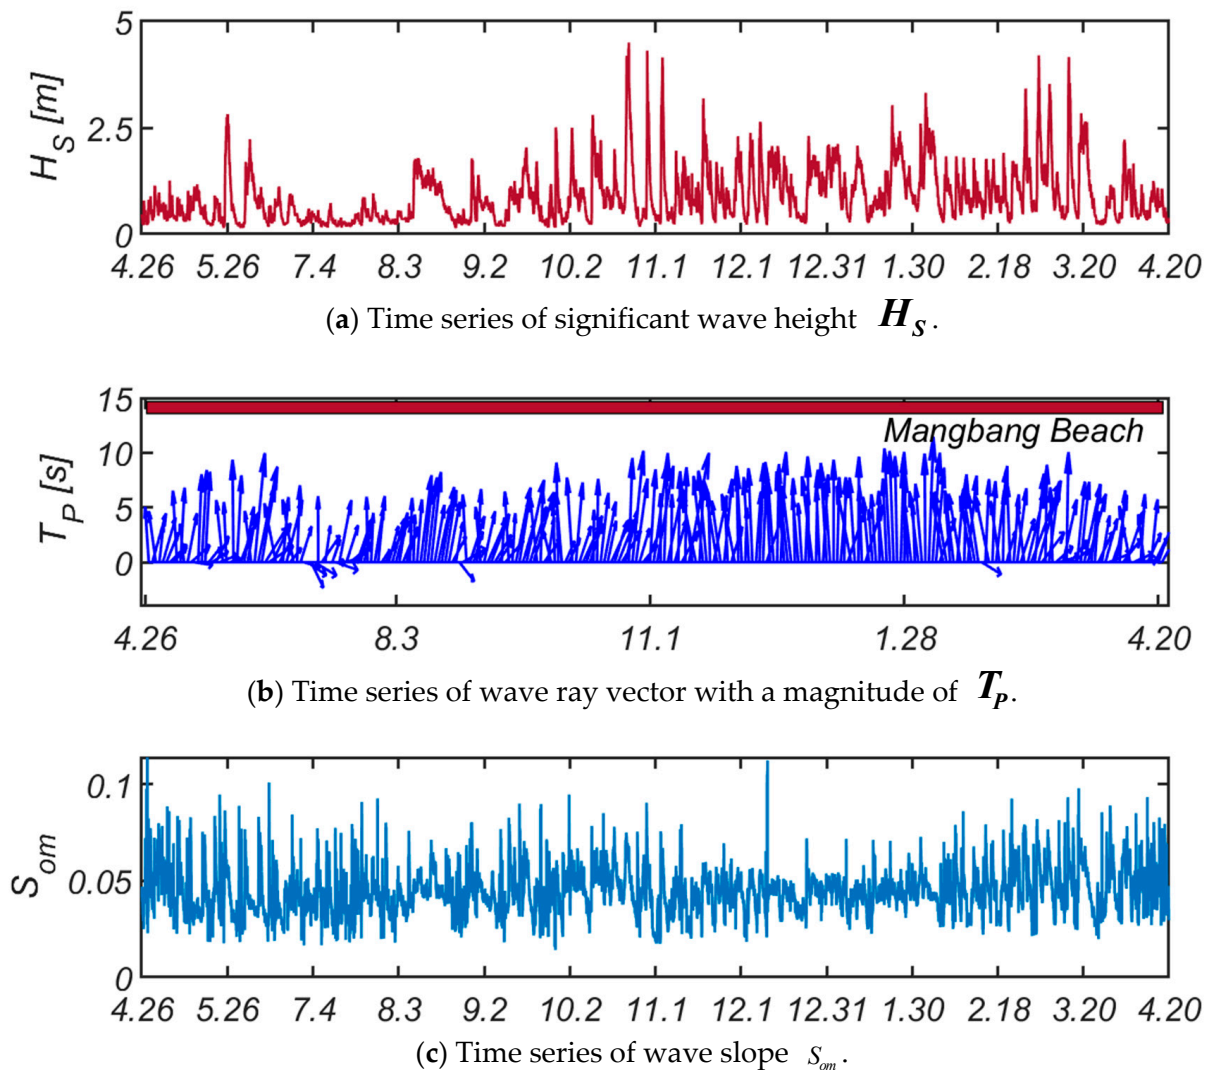 5
2.5
0
H_S [m]
4.26 5.26 7.4 8.3 9.2 10.2 11.1 12.1 12.31 1.30 2.18 3.20 4.20
(a) Time series of significant wave height H_S.
15
10
5
0
T_P [s]
Mangbang Beach
4.26 8.3 11.1 1.28 4.20
(b) Time series of wave ray vector with a magnitude of T_P.
0.1
0.05
0
S_om
4.26 5.26 7.4 8.3 9.2 10.2 11.1 12.1 12.31 1.30 2.18 3.20 4.20
(c) Time series of wave slope S_om.